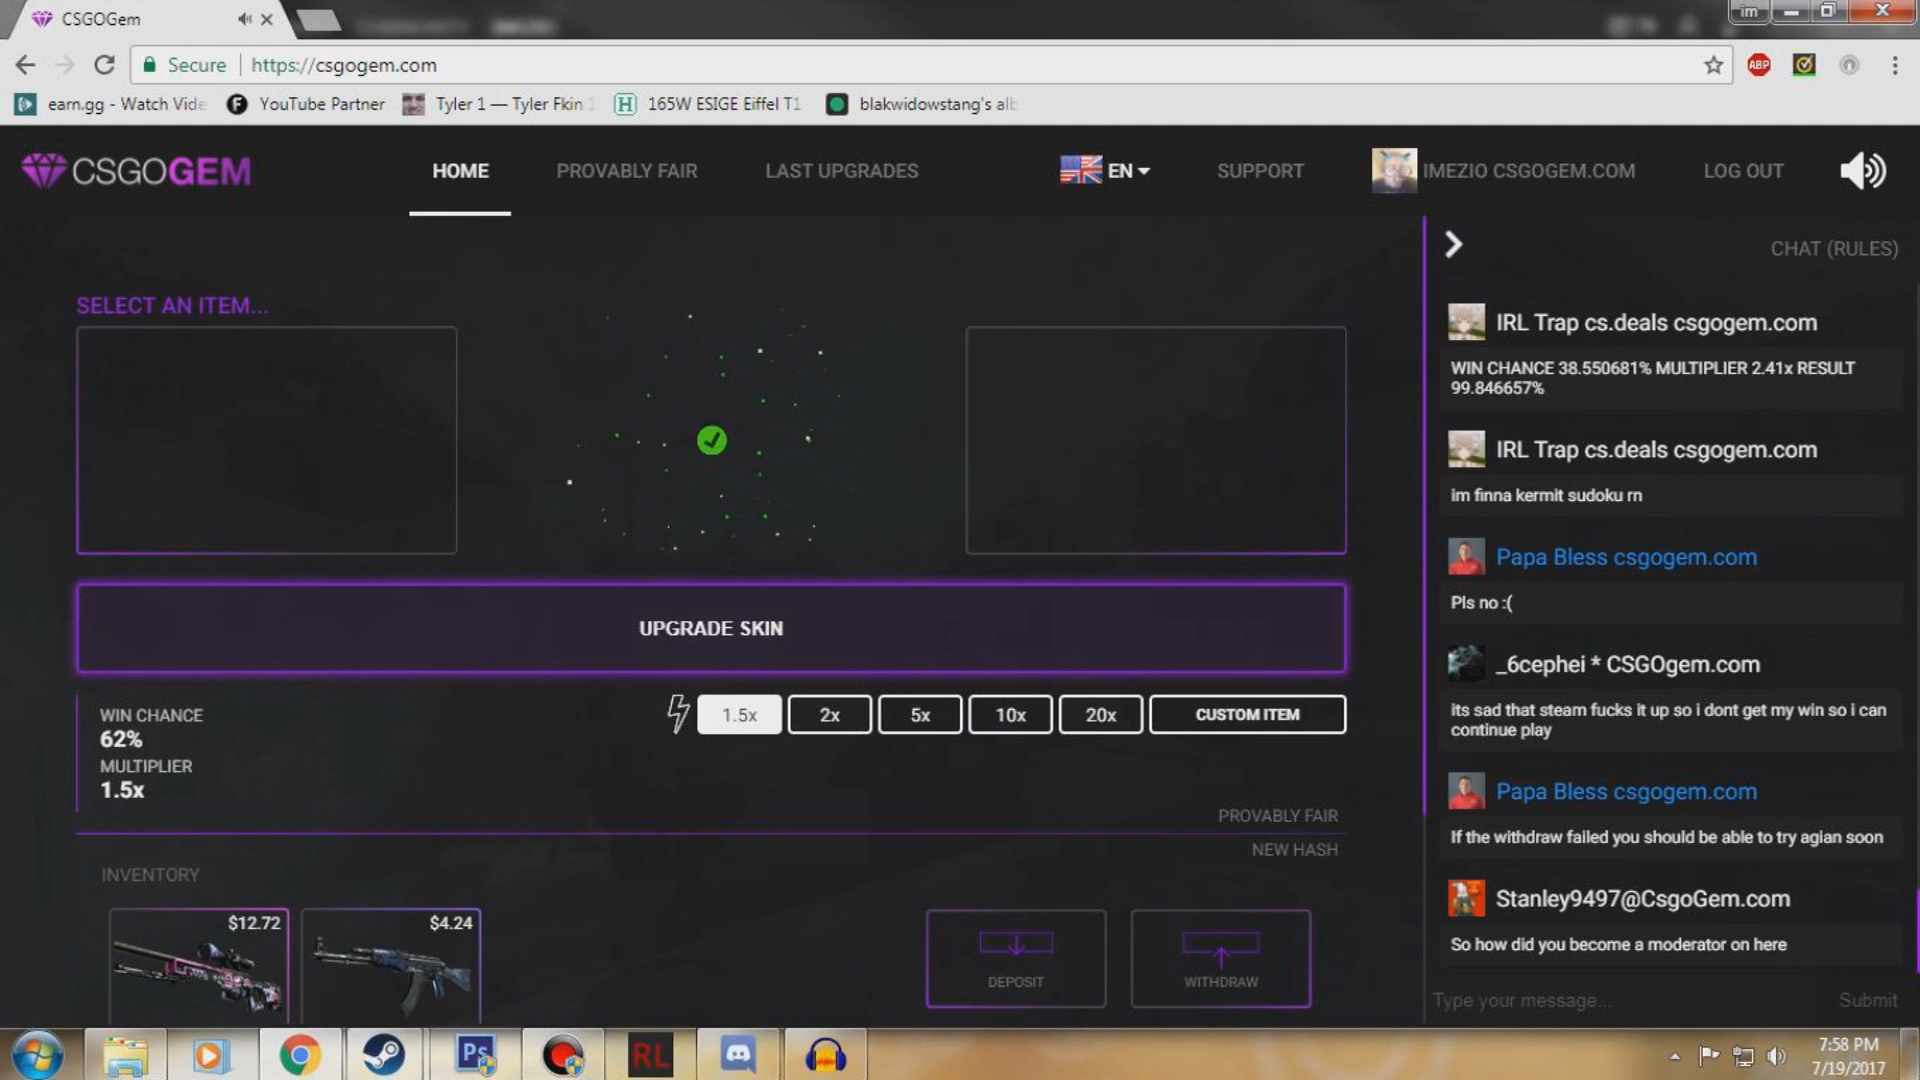 CSGOGem
im
Secure
https://csgogem.com
ABP
earn.gg - Watch Vide
YouTube Partner
Tyler 1 — Tyler Fkin
165W ESIGE Eiffel T1
blakwidowstang's alb
CSGOGEM
HOME
PROVABLY FAIR
LAST UPGRADES
EN
SUPPORT
IMEZIO CSGOGEM.COM
LOG OUT
CHAT (RULES)
SELECT AN ITEM...
IRL Trap cs.deals csgogem.com
WIN CHANCE 38.550681% MULTIPLIER 2.41x RESULT
99.846657%
IRL Trap cs.deals csgogem.com
im finna kermit sudoku rn
Papa Bless csgogem.com
Pls no :(
_6cephei * CSGOgem.com
its sad that steam fucks it up so i dont get my win so i can
continue play
Papa Bless csgogem.com
If the withdraw failed you should be able to try agian soon
Stanley9497@CsgoGem.com
So how did you become a moderator on here
Type your message...
Submit
UPGRADE SKIN
WIN CHANCE
62%
MULTIPLIER
1.5x
1.5x
2x
5x
10x
20x
CUSTOM ITEM
PROVABLY FAIR
NEW HASH
INVENTORY
$12.72
$4.24
DEPOSIT
WITHDRAW
Ps
RL
7:58 PM
7/19/2017